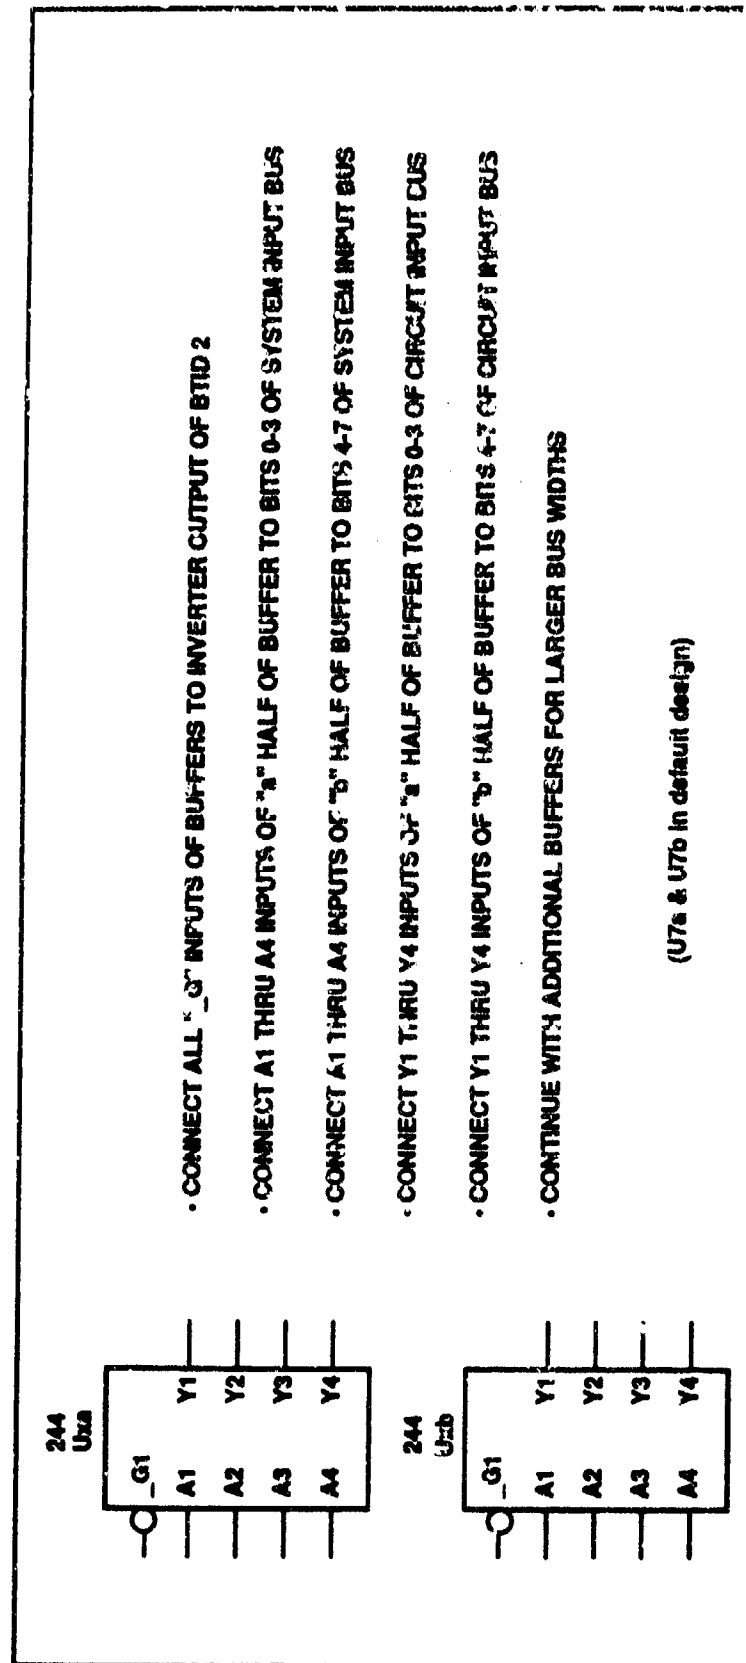 244
Uxa
_G1
A1 Y1
A2 Y2
A3 Y3
A4 Y4
244
Uxb
_G1
A1 Y1
A2 Y2
A3 Y3
A4 Y4
• CONNECT ALL "_G" INPUTS OF BUFFERS TO INVERTER OUTPUT OF BTID 2
• CONNECT A1 THRU A4 INPUTS OF "a" HALF OF BUFFER TO BITS 0-3 OF SYSTEM INPUT BUS
• CONNECT A1 THRU A4 INPUTS OF "b" HALF OF BUFFER TO BITS 4-7 OF SYSTEM INPUT BUS
• CONNECT Y1 THRU Y4 INPUTS OF "a" HALF OF BUFFER TO BITS 0-3 OF CIRCUIT INPUT BUS
• CONNECT Y1 THRU Y4 INPUTS OF "b" HALF OF BUFFER TO BITS 4-7 OF CIRCUIT INPUT BUS
• CONTINUE WITH ADDITIONAL BUFFERS FOR LARGER BUS WIDTHS
(U7a & U7b in default design)